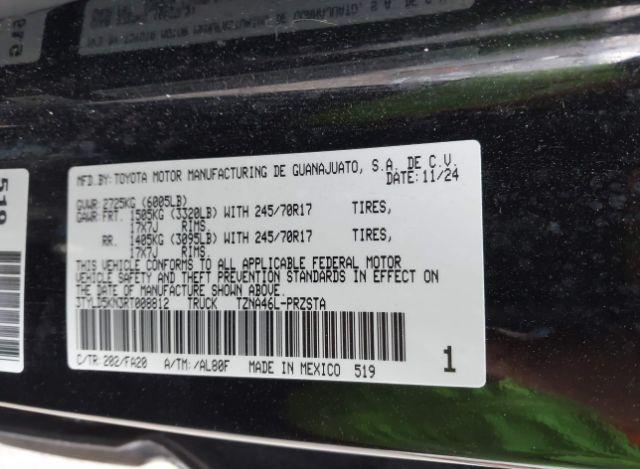 MFD.BY:TOYOTA MOTOR MANUFACTURING DE GUANAJUATO, S.A. DE C.V.
DATE:11/24
GVWR:2725KG (6005LB)
GAWR:FRT. 1505KG (3320LB) WITH 245/70R17 TIRES,
17X7J RIMS
RR. 1405KG (3095LB) WITH 245/70R17 TIRES,
17X7J RIMS
THIS VEHICLE CONFORMS TO ALL APPLICABLE FEDERAL MOTOR
VEHICLE SAFETY AND THEFT PREVENTION STANDARDS IN EFFECT ON
THE DATE OF MANUFACTURE SHOWN ABOVE.
3TYLD5KN3RT008812 TRUCK TZNA46L-PRZSTA
C/TR:202/FA20 A/TM:/AL80F MADE IN MEXICO 519
1
519